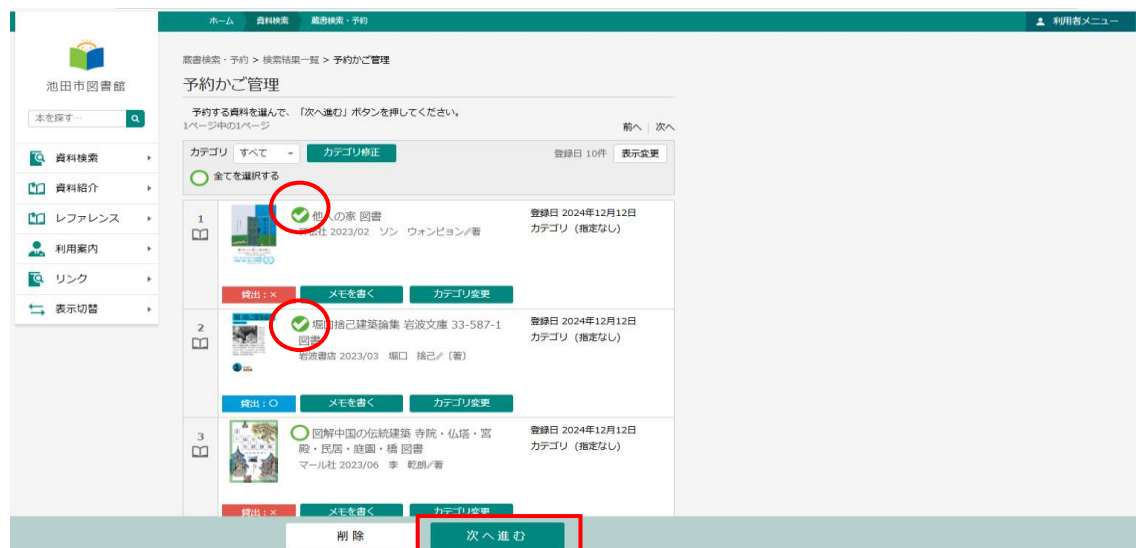 ホーム 資料検索 蔵書検索・予約 利用者メニュー
池田市図書館
本を探す…
資料検索
資料紹介
レファレンス
利用案内
リンク
表示切替
蔵書検索・予約 > 検索結果一覧 > 予約かご管理
予約かご管理
予約する資料を選んで、「次へ進む」ボタンを押してください。
1ページ中の1ページ 前へ | 次へ
カテゴリ すべて カテゴリ修正 登録日 10件 表示変更
全てを選択する
1 他人の家 図書 登録日 2024年12月12日
2023/02 ソン ウォンピョン/著 カテゴリ (指定なし)
貸出:× メモを書く カテゴリ変更
2 堀口捨己建築論集 岩波文庫 33-587-1 登録日 2024年12月12日
図書 カテゴリ (指定なし)
岩波書店 2023/03 堀口 捨己/〔著〕
貸出:○ メモを書く カテゴリ変更
3 図解中国の伝統建築 寺院・仏塔・宮 登録日 2024年12月12日
殿・民居・庭園・橋 図書 カテゴリ (指定なし)
マール社 2023/06 李 乾朗/著
貸出:× メモを書く カテゴリ変更
削除 次へ進む